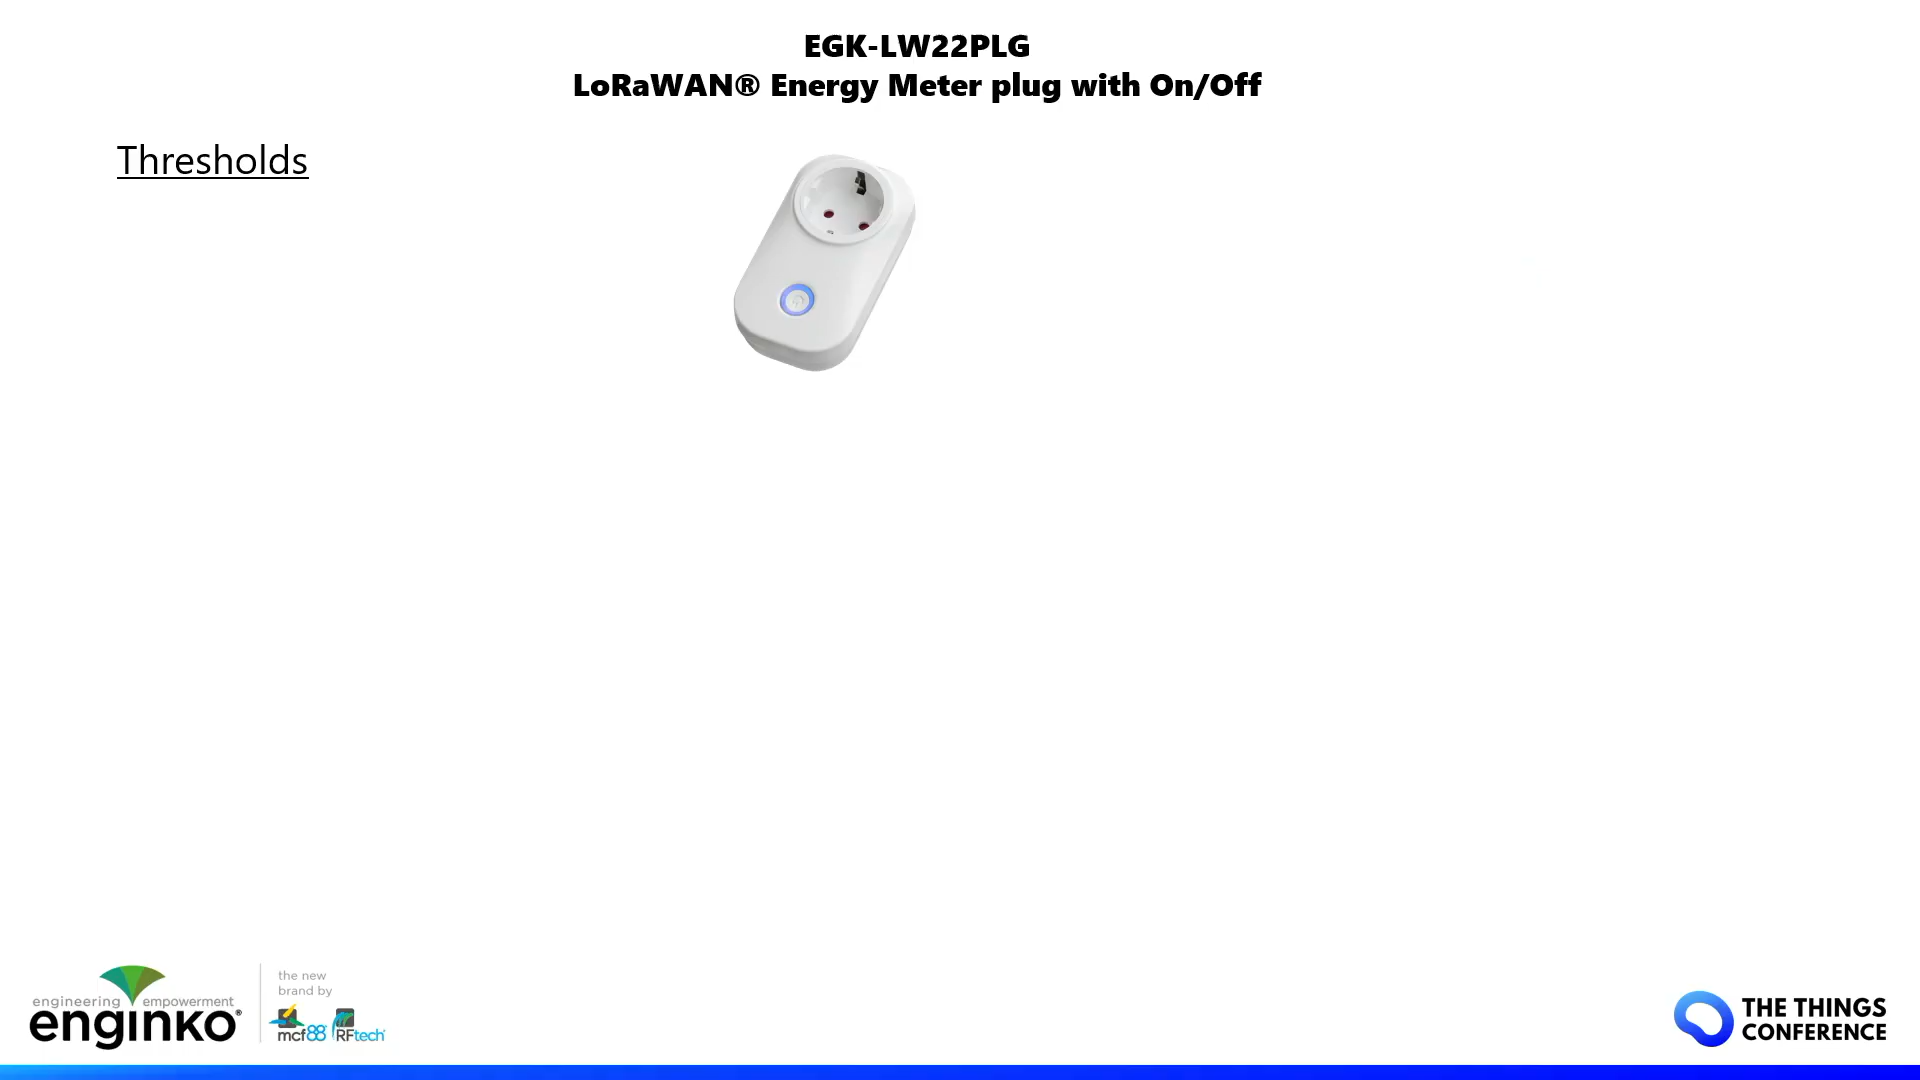 EGK-LW22PLG
LoRaWAN® Energy Meter plug with On/Off
Thresholds
engineering empowerment
enginko®
the new
brand by
mcf88 RFtech
THE THINGS
CONFERENCE